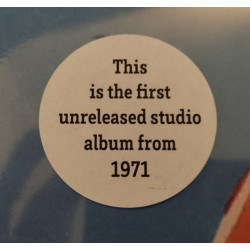 This
is the first
unreleased studio
album from
1971